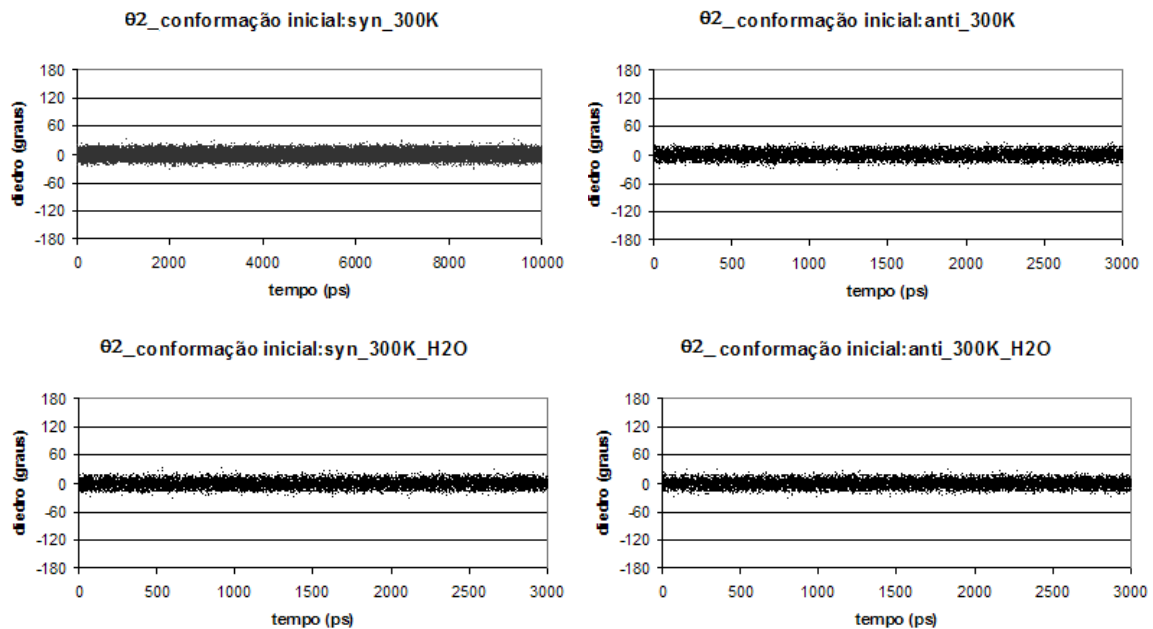 θ2_conformação inicial:syn_300K
diedro (graus)
180
120
60
0
-60
-120
-180
0 2000 4000 6000 8000 10000
tempo (ps)
θ2_conformação inicial:anti_300K
diedro (graus)
180
120
60
0
-60
-120
-180
0 500 1000 1500 2000 2500 3000
tempo (ps)
θ2_conformação inicial:syn_300K_H2O
diedro (graus)
180
120
60
0
-60
-120
-180
0 500 1000 1500 2000 2500 3000
tempo (ps)
θ2_conformação inicial:anti_300K_H2O
diedro (graus)
180
120
60
0
-60
-120
-180
0 500 1000 1500 2000 2500 3000
tempo (ps)